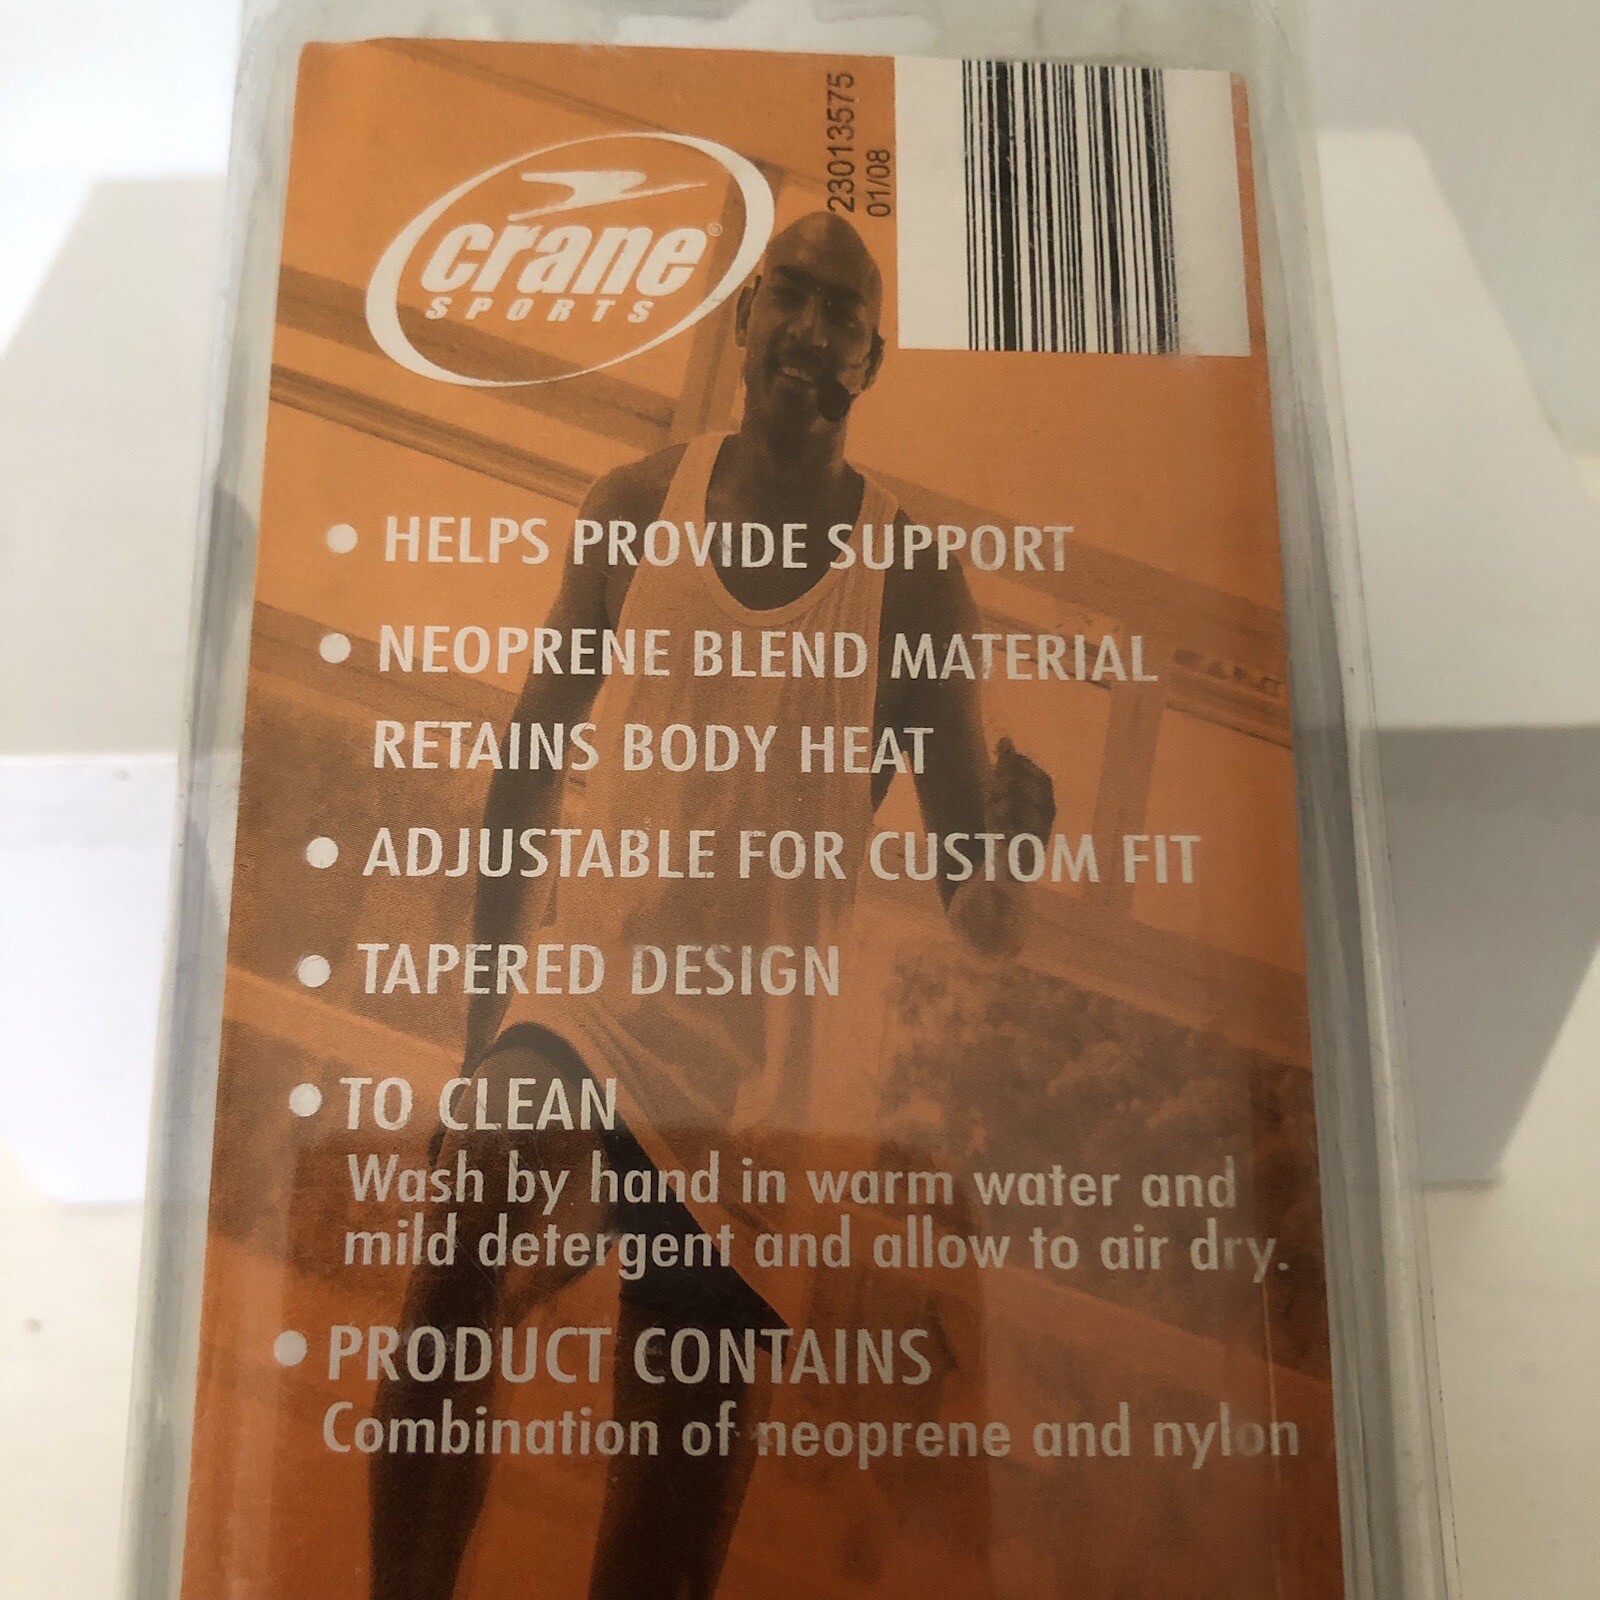 23013575
01/08
crane®
SPORTS
• HELPS PROVIDE SUPPORT
• NEOPRENE BLEND MATERIAL
RETAINS BODY HEAT
• ADJUSTABLE FOR CUSTOM FIT
• TAPERED DESIGN
• TO CLEAN
Wash by hand in warm water and
mild detergent and allow to air dry.
• PRODUCT CONTAINS
Combination of neoprene and nylon